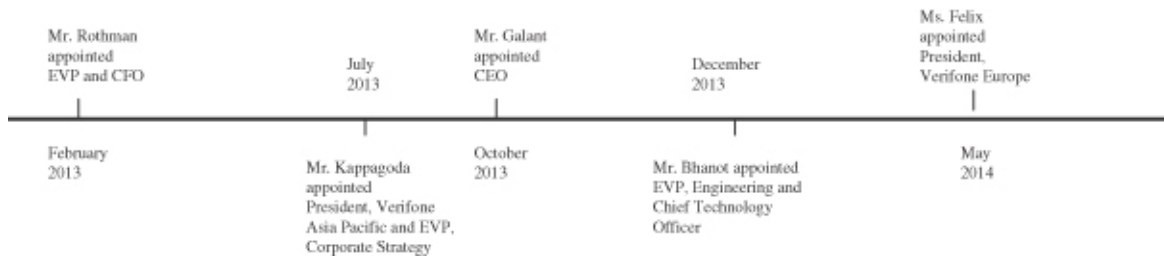 Mr. Rothman
appointed
EVP and CFO
February
2013
July
2013
Mr. Kappagoda
appointed
President, Verifone
Asia Pacific and EVP,
Corporate Strategy
Mr. Galant
appointed
CEO
October
2013
December
2013
Mr. Bhanot appointed
EVP, Engineering and
Chief Technology
Officer
Ms. Felix
appointed
President,
Verifone Europe
May
2014